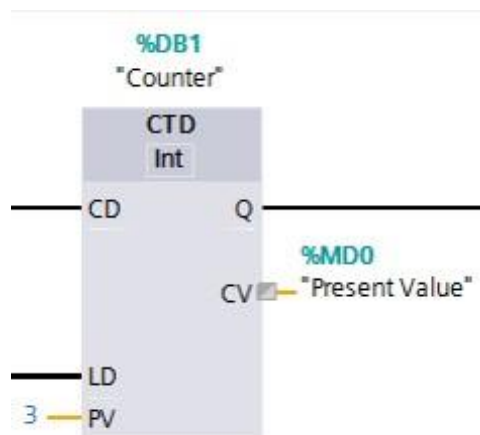 %DB1
"Counter"
CTD
Int
CD Q
%MD0
CV "Present Value"
LD
3 PV